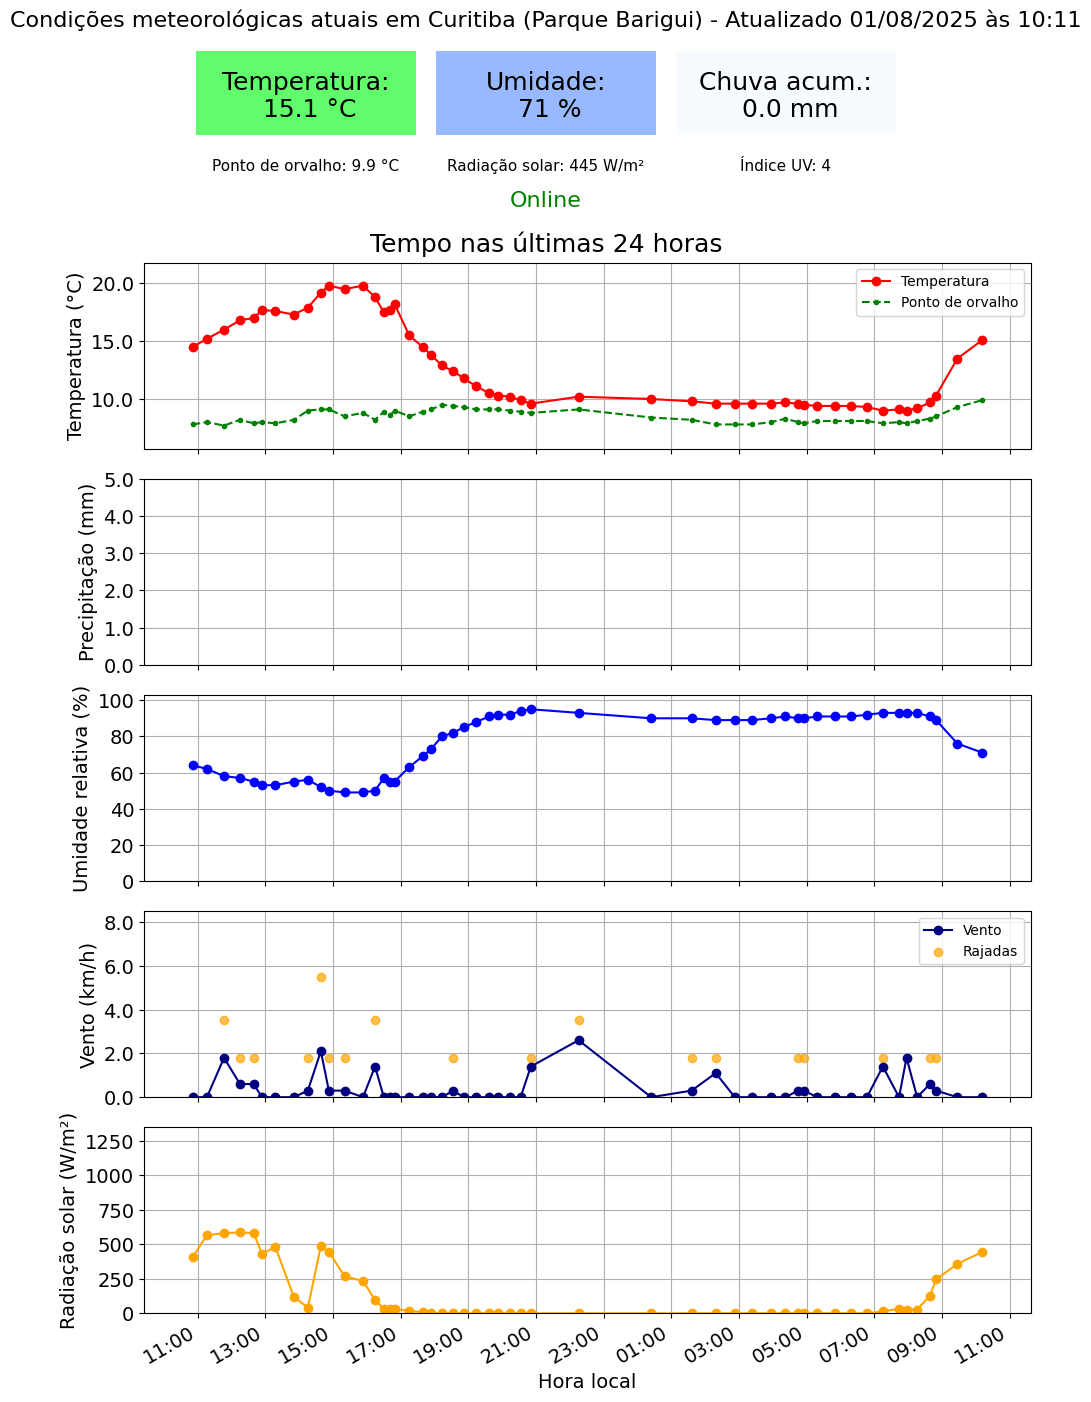 Condições meteorológicas atuais em Curitiba (Parque Barigui) - Atualizado 01/08/2025 às 10:11
Temperatura:
15.1 °C
Umidade:
71 %
Chuva acum.:
0.0 mm
Ponto de orvalho: 9.9 °C
Radiação solar: 445 W/m²
Índice UV: 4
Online
Tempo nas últimas 24 horas
Temperatura (°C)
20.0
15.0
10.0
Temperatura
Ponto de orvalho
Precipitação (mm)
5.0
4.0
3.0
2.0
1.0
0.0
Umidade relativa (%)
100
80
60
40
20
0
Vento (km/h)
8.0
6.0
4.0
2.0
0.0
Vento
Rajadas
Radiação solar (W/m²)
1250
1000
750
500
250
0
11:00
13:00
15:00
17:00
19:00
21:00
23:00
01:00
03:00
05:00
07:00
09:00
11:00
Hora local